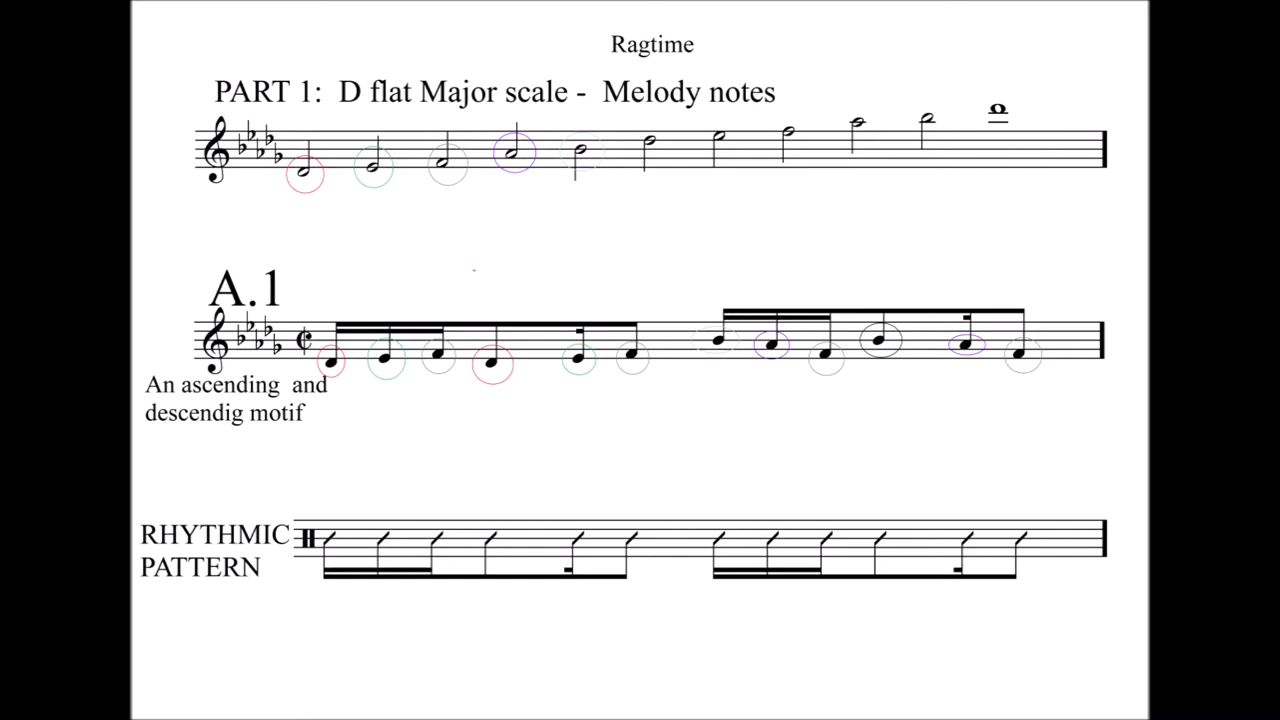 Ragtime
PART 1:  D flat Major scale -  Melody notes
A.1
An ascending  and
descendig motif
RHYTHMIC
PATTERN